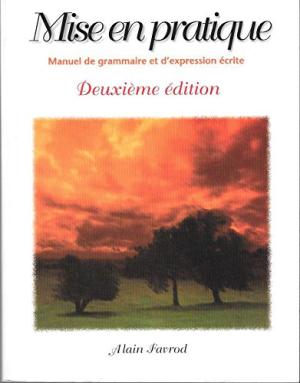 Mise en pratique
Manuel de grammaire et d'expression écrite
Deuxième édition
Alain Favrod